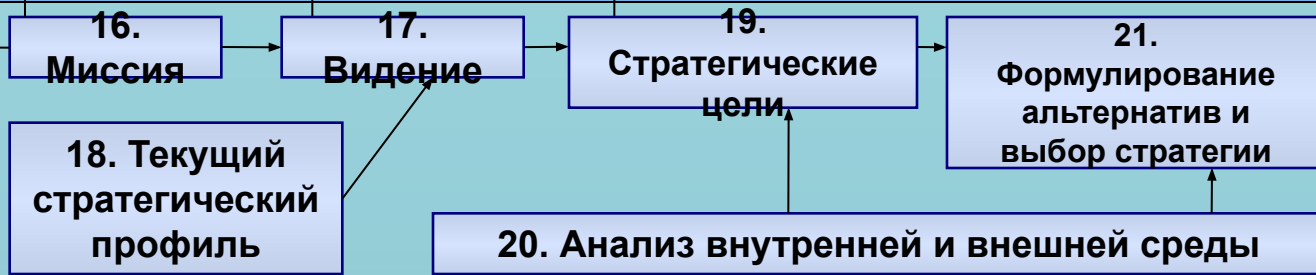 16.
Миссия
17.
Видение
19.
Стратегические
цели
21.
Формулирование
альтернатив и
выбор стратегии
18. Текущий
стратегический
профиль
20. Анализ внутренней и внешней среды